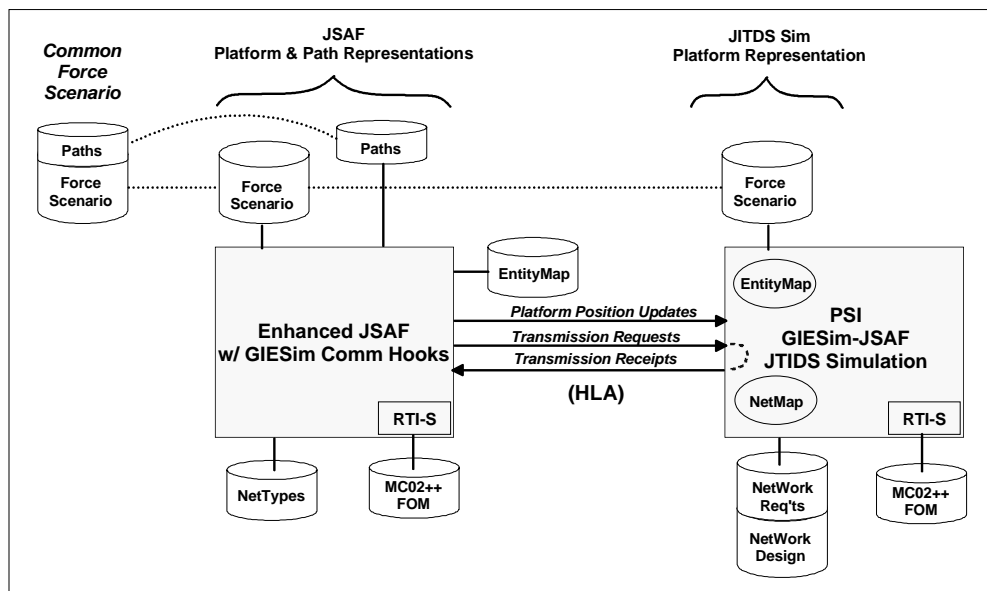 Common
Force
Scenario
JSAF
Platform & Path Representations
JITDS Sim
Platform Representation
Paths
Force
Scenario
Force
Scenario
Paths
Force
Scenario
EntityMap
EntityMap
Enhanced JSAF
w/ GIESim Comm Hooks
Platform Position Updates
Transmission Requests
Transmission Receipts
(HLA)
PSI
GIESim-JSAF
JTIDS Simulation
NetMap
RTI-S
RTI-S
NetTypes
MC02++
FOM
NetWork
Req'ts
NetWork
Design
MC02++
FOM